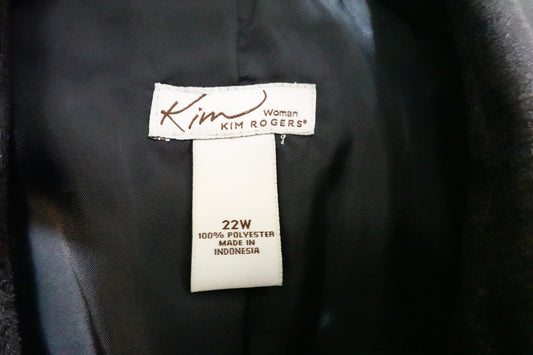 Kim Woman
KIM ROGERS®
22W
100% POLYESTER
MADE IN
INDONESIA